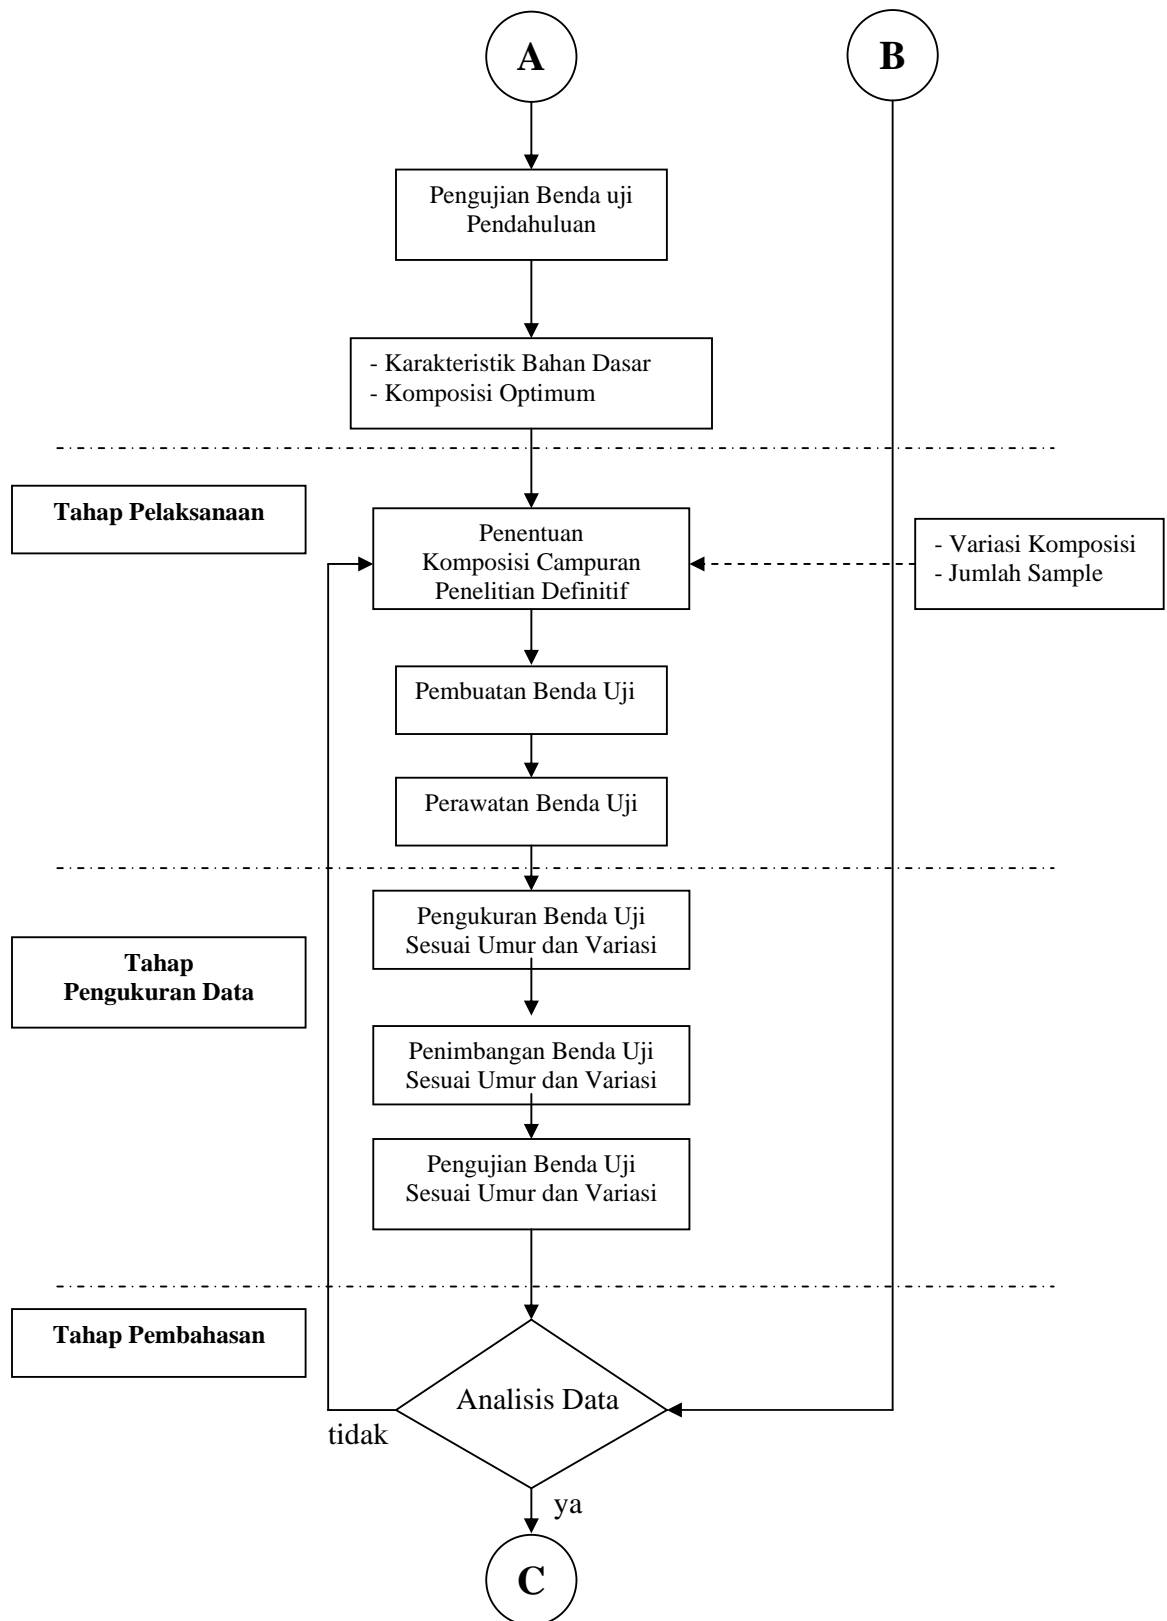 A
B
Pengujian Benda uji
Pendahuluan
- Karakteristik Bahan Dasar
- Komposisi Optimum
Tahap Pelaksanaan
Penentuan
Komposisi Campuran
Penelitian Definitif
- Variasi Komposisi
- Jumlah Sample
Pembuatan Benda Uji
Perawatan Benda Uji
Tahap
Pengukuran Data
Pengukuran Benda Uji
Sesuai Umur dan Variasi
Penimbangan Benda Uji
Sesuai Umur dan Variasi
Pengujian Benda Uji
Sesuai Umur dan Variasi
Tahap Pembahasan
Analisis Data
tidak
ya
C